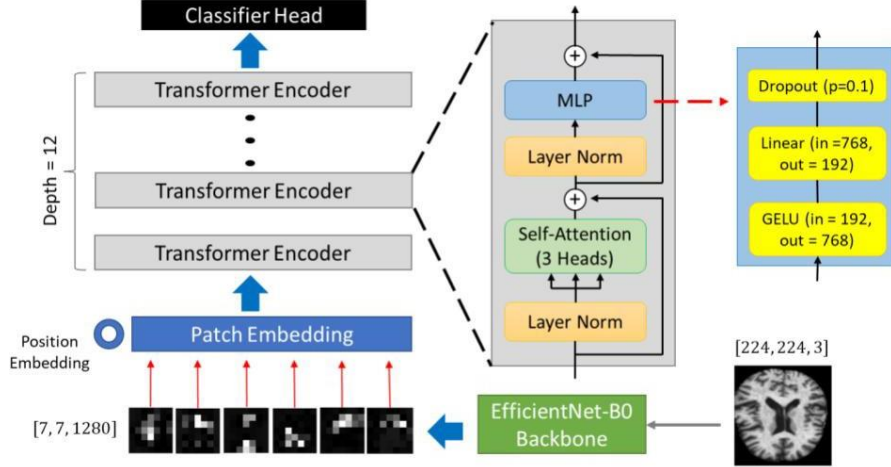 Classifier Head
Transformer Encoder
Transformer Encoder
Transformer Encoder
Depth = 12
Patch Embedding
Position
Embedding
[7, 7, 1280]
+
MLP
Layer Norm
+
Self-Attention
(3 Heads)
Layer Norm
EfficientNet-B0
Backbone
Dropout (p=0.1)
Linear (in =768,
out = 192)
GELU (in = 192,
out = 768)
[224, 224, 3]